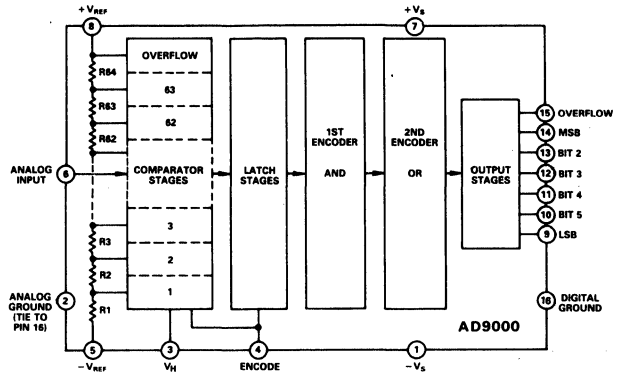 +VREF
+VS
8
7
OVERFLOW
R64
63
R63
62
R62
1ST ENCODER
2ND ENCODER
15 OVERFLOW
14 MSB
13 BIT 2
ANALOG INPUT
6
COMPARATOR STAGES
LATCH STAGES
AND
OR
OUTPUT STAGES
12 BIT 3
11 BIT 4
10 BIT 5
9 LSB
3
R3
2
R2
1
R1
ANALOG GROUND (TIE TO PIN 16)
2
16
DIGITAL GROUND
AD9000
5
3
4
1
-VREF
VH
ENCODE
-VS